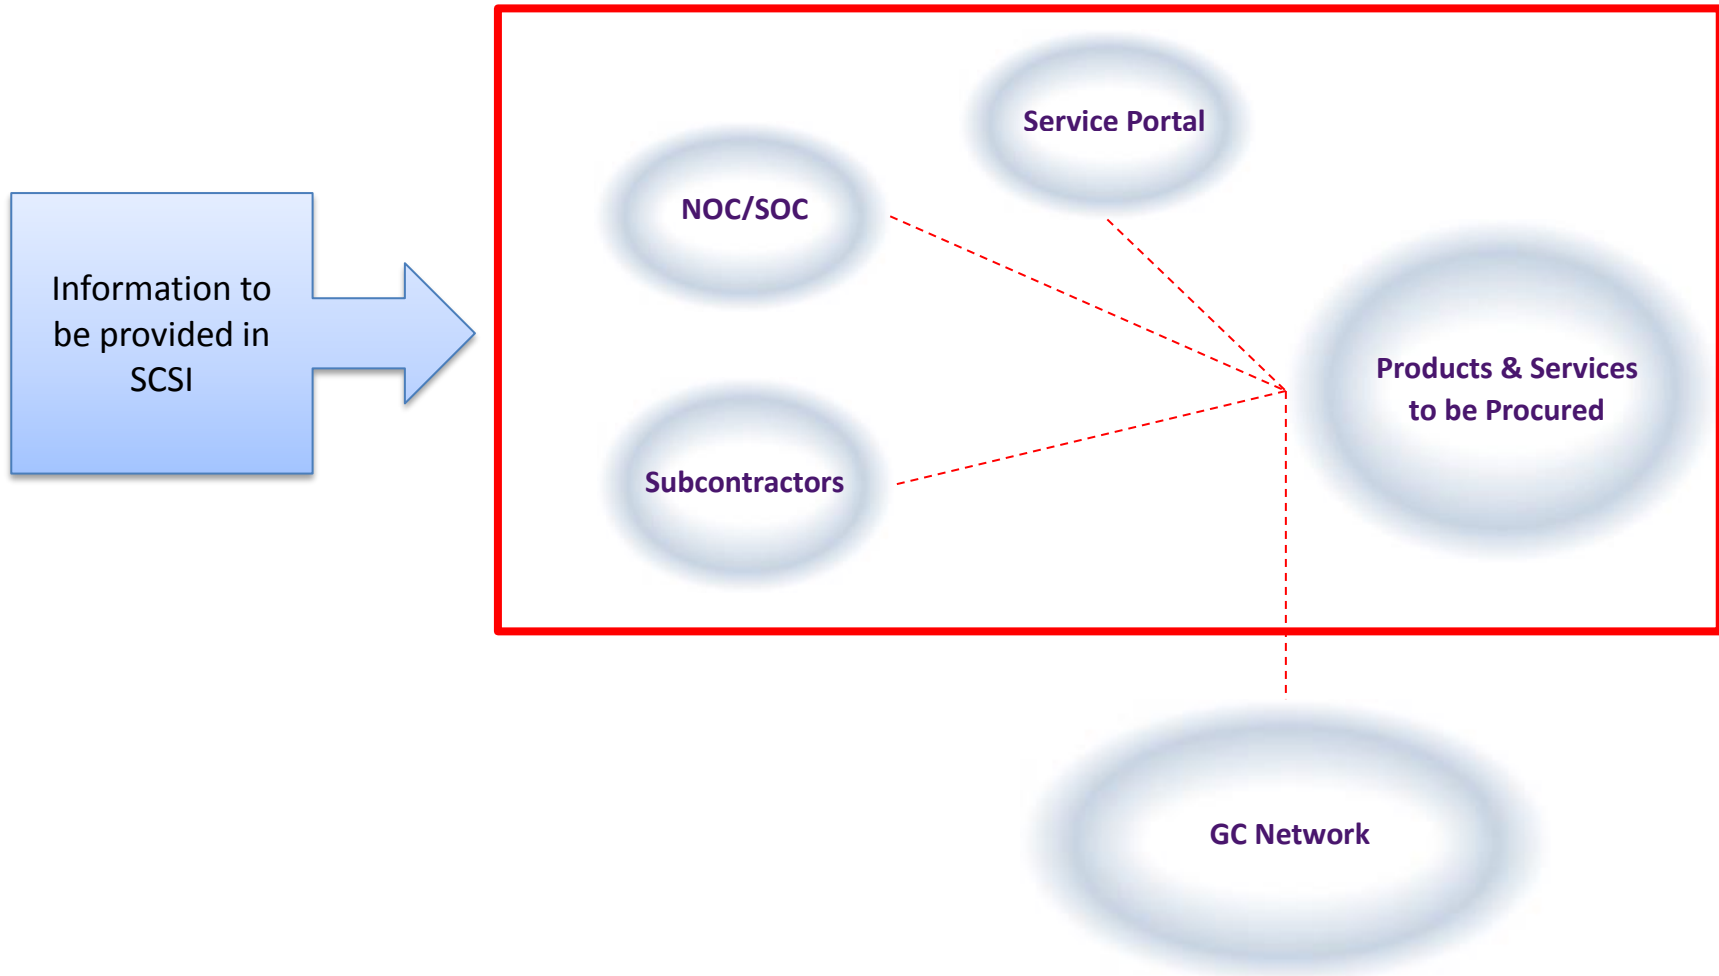 Service Portal
NOC/SOC
Information to
be provided in
SCSI
Products & Services
to be Procured
Subcontractors
GC Network